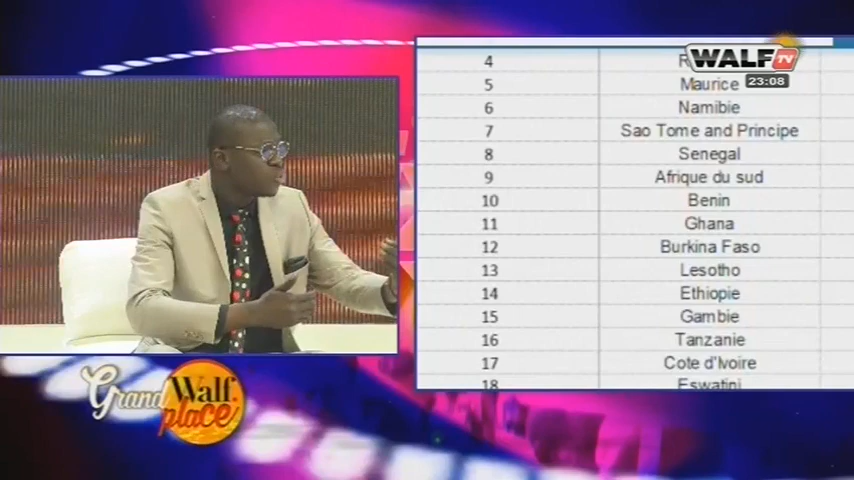 WALF TV
23:08
4
5 Maurice
6 Namibie
7 Sao Tome and Principe
8 Senegal
9 Afrique du sud
10 Benin
11 Ghana
12 Burkina Faso
13 Lesotho
14 Ethiopie
15 Gambie
16 Tanzanie
17 Cote d'Ivoire
18 Eswatini
Grand Walf.
place